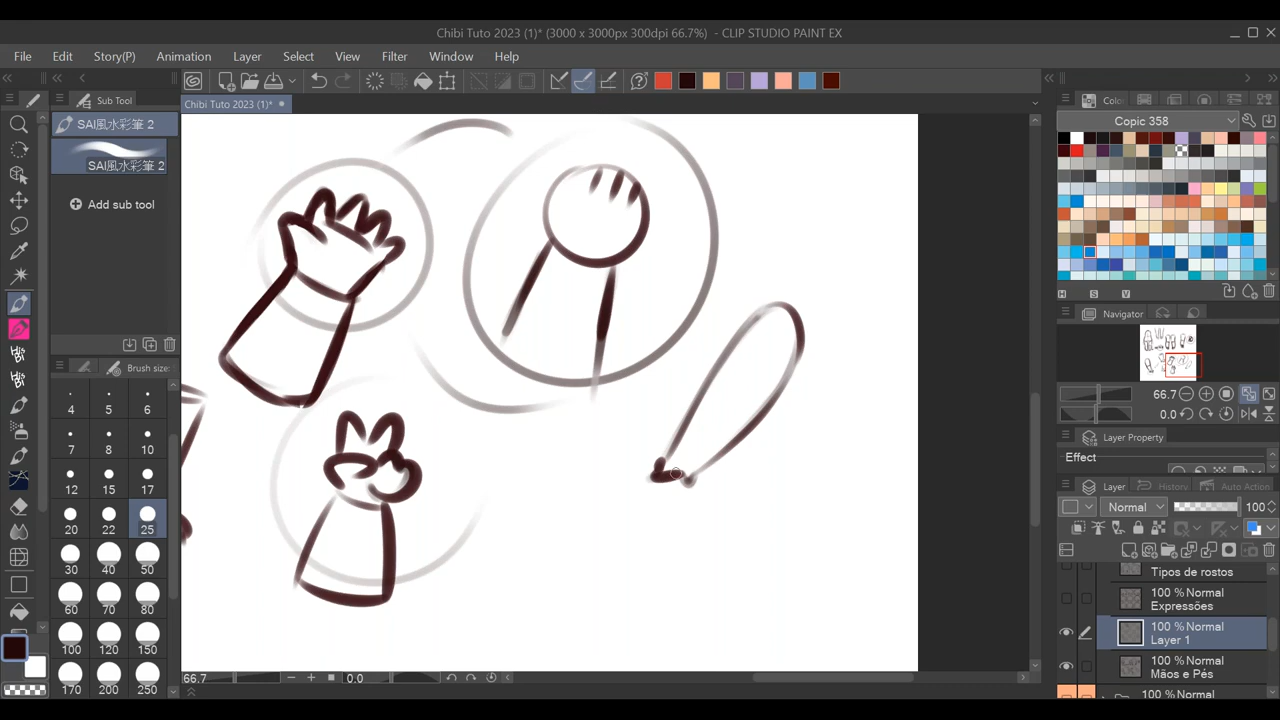 Chibi Tuto 2023 (1)* (3000 x 3000px 300dpi 66.7%)  - CLIP STUDIO PAINT EX
File Edit Story(P) Animation Layer Select View Filter Window Help
Sub Tool
Chibi Tuto 2023 (1)*
SAI風水彩筆 2
SAI風水彩筆 2
Add sub tool
Brush size:
4 5 6
7 8 10
12 15 17
20 22 25
30 40 50
60 70 80
100 120 150
170 200 250
66.7 0.0
Copic 358
H S V
Navigator
66.7
0.0
Layer Property
Effect
Layer History Auto Action
Normal 100
Tipos de rostos
100 % Normal
Expressões
100 % Normal
Layer 1
100 % Normal
Mãos e Pés
100 % Normal